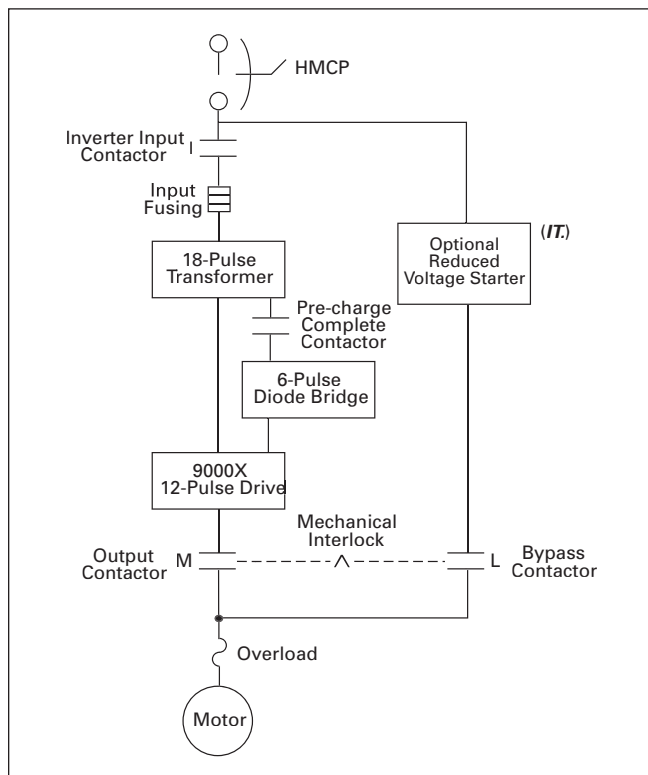 HMCP
Inverter Input
Contactor
I
Input
Fusing
18-Pulse
Transformer
Optional
Reduced
Voltage Starter
(IT.)
Pre-charge
Complete
Contactor
6-Pulse
Diode Bridge
9000X
12-Pulse Drive
Mechanical
Interlock
Output
Contactor
M
L
Bypass
Contactor
Overload
Motor